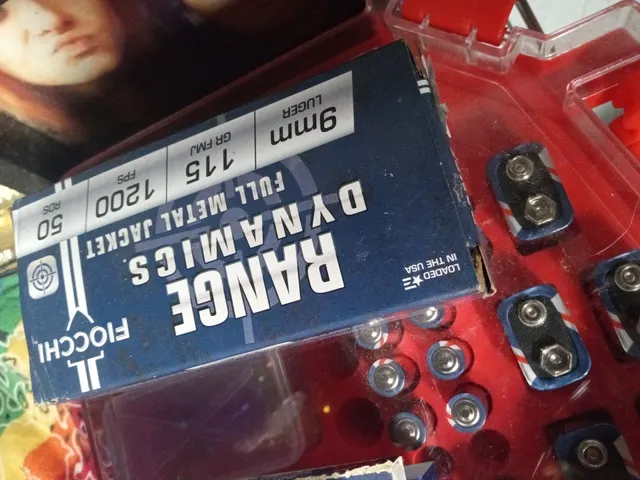 FIOCCHI
RANGE
DYNAMICS.
FULL METAL JACKET
LOADED IN THE USA
50
RDS
1200
FPS
115
GR FMJ
9mm
LUGER